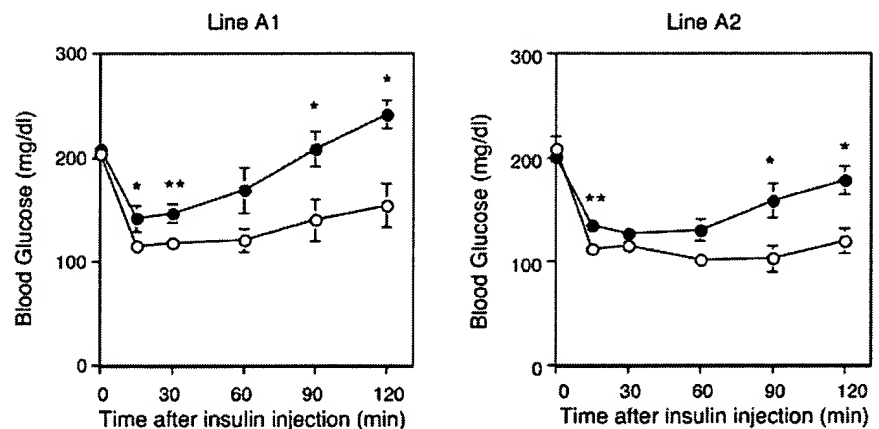 Line A1
300
200
100
0
Blood Glucose (mg/dl)
* ** * *
0 30 60 90 120
Time after insulin injection (min)
Line A2
300
200
100
0
Blood Glucose (mg/dl)
** * *
0 30 60 90 120
Time after insulin injection (min)